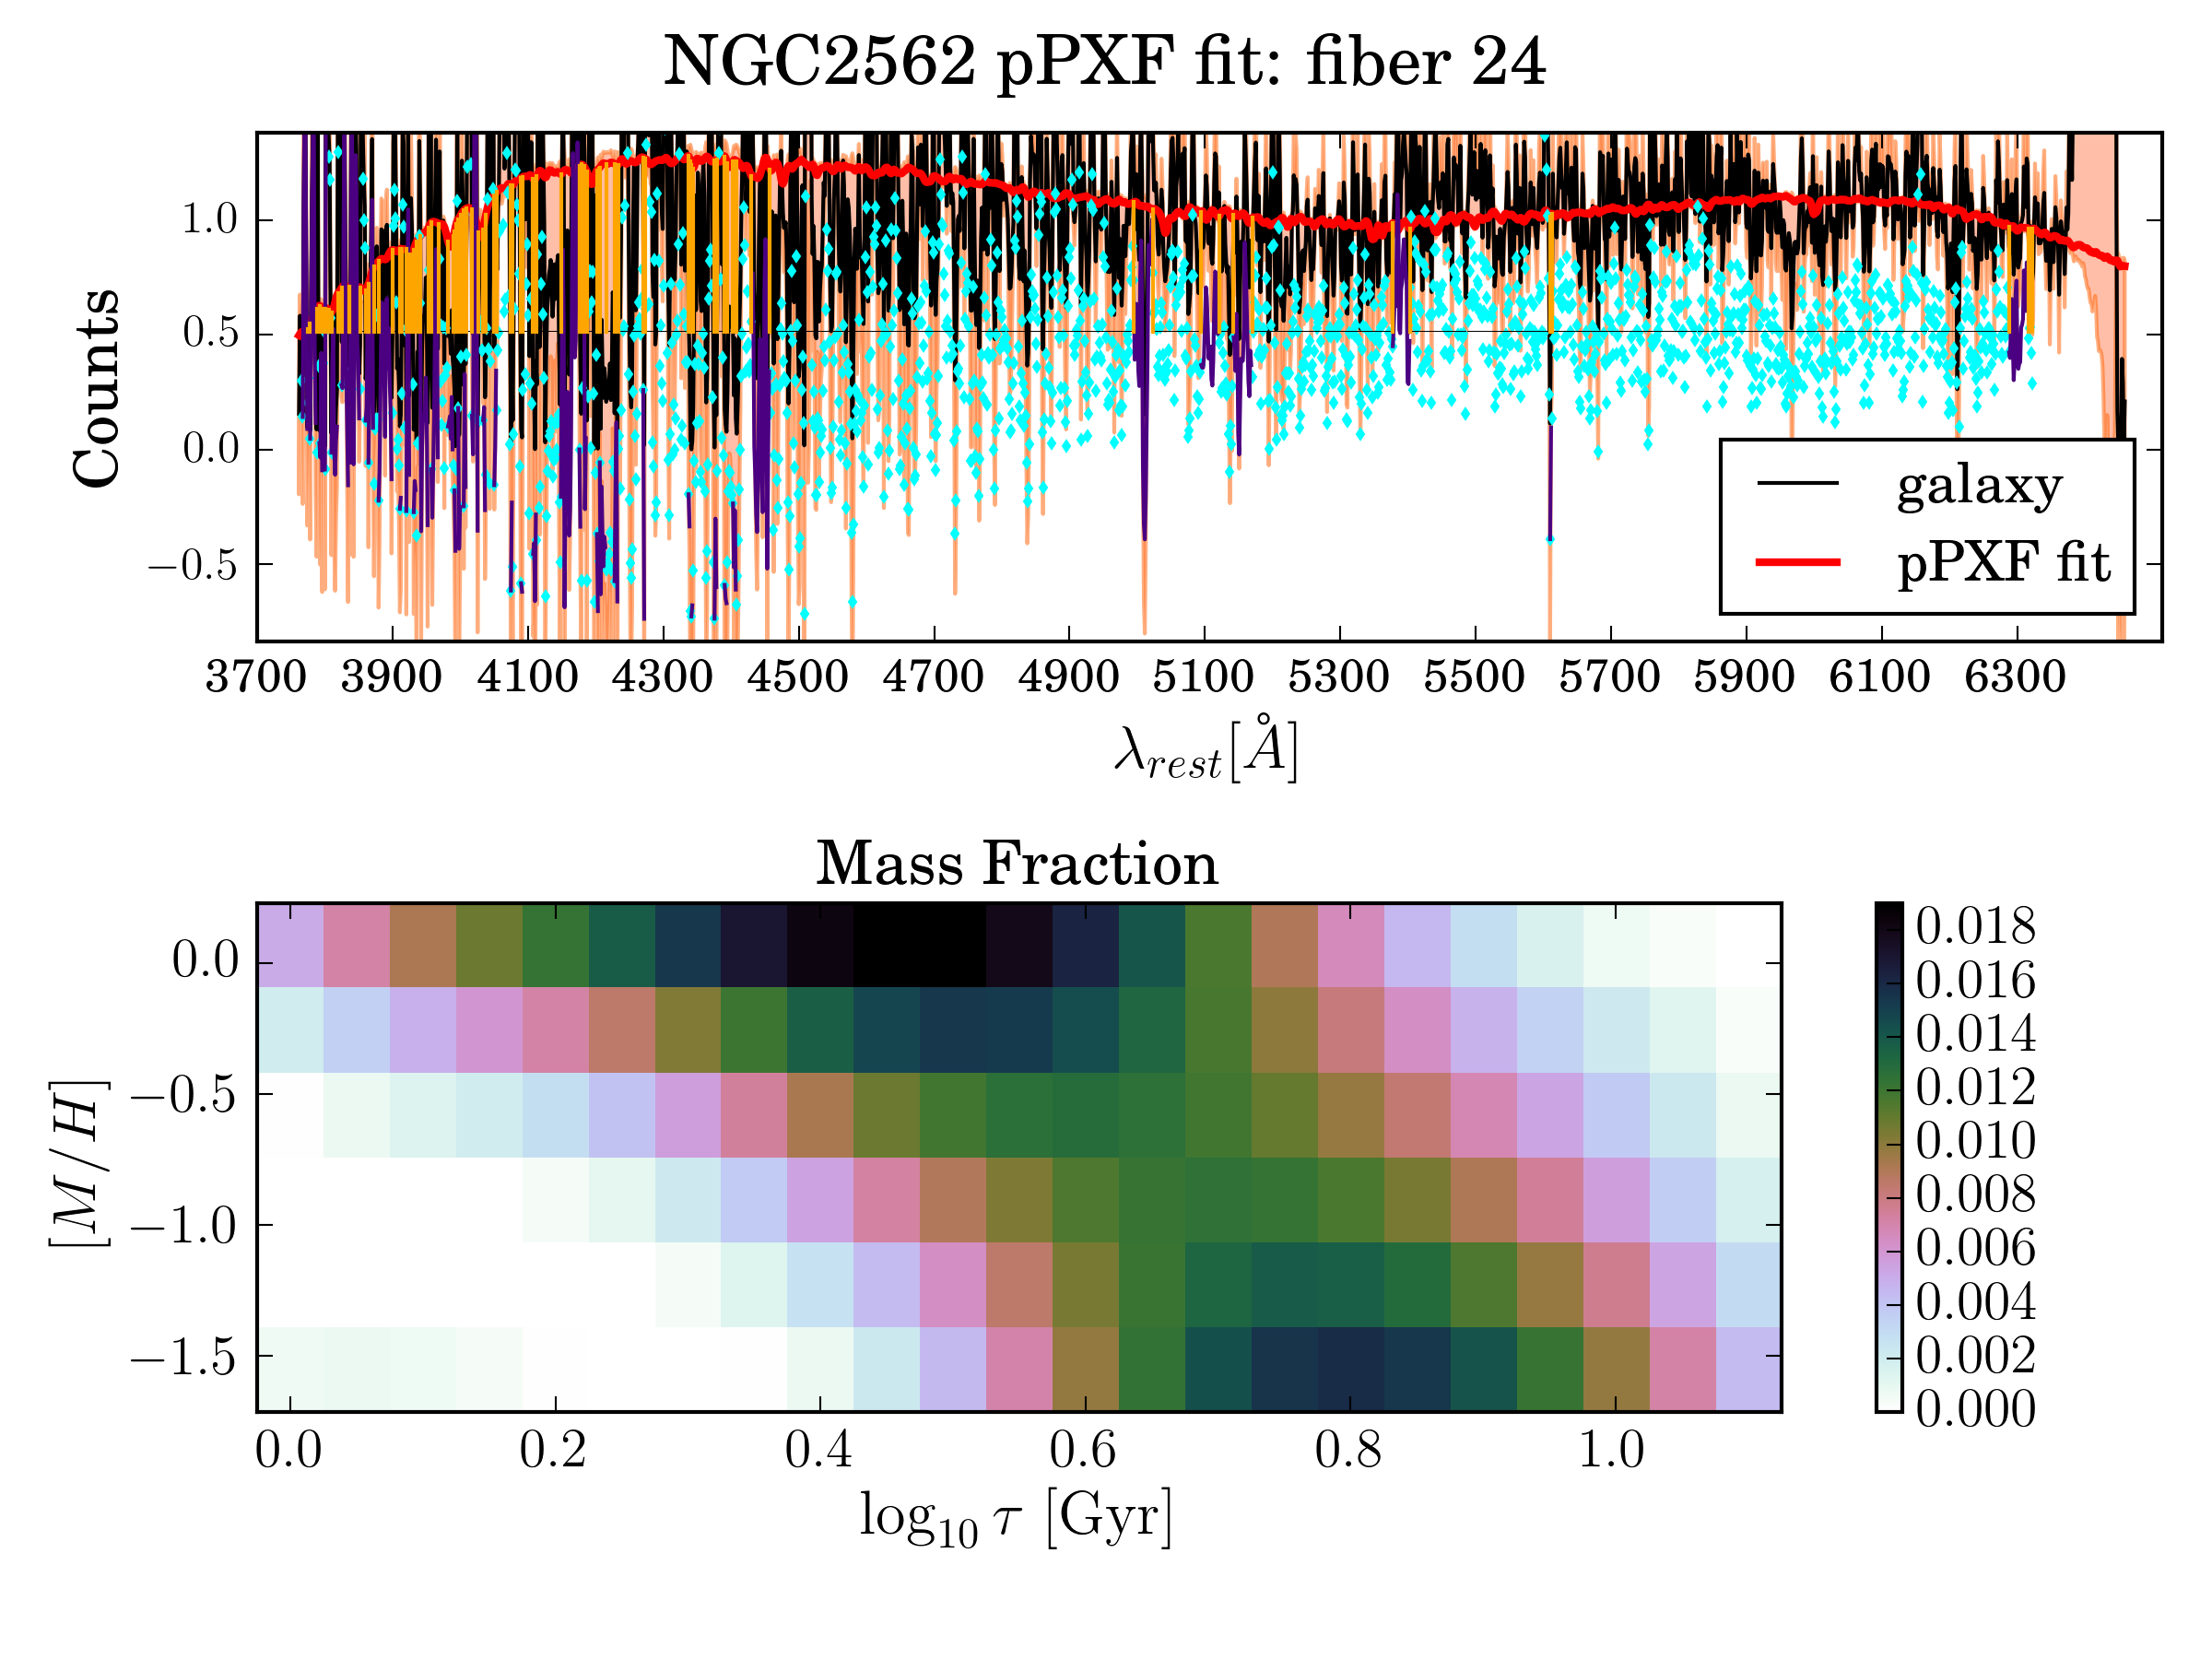 NGC2562 pPXF fit: fiber 24
Counts
1.0
0.5
0.0
−0.5
galaxy
pPXF fit
3700 3900 4100 4300 4500 4700 4900 5100 5300 5500 5700 5900 6100 6300
λrest[Å]
Mass Fraction
[M/H]
0.0
−0.5
−1.0
−1.5
0.0 0.2 0.4 0.6 0.8 1.0
log10 τ [Gyr]
0.018
0.016
0.014
0.012
0.010
0.008
0.006
0.004
0.002
0.000